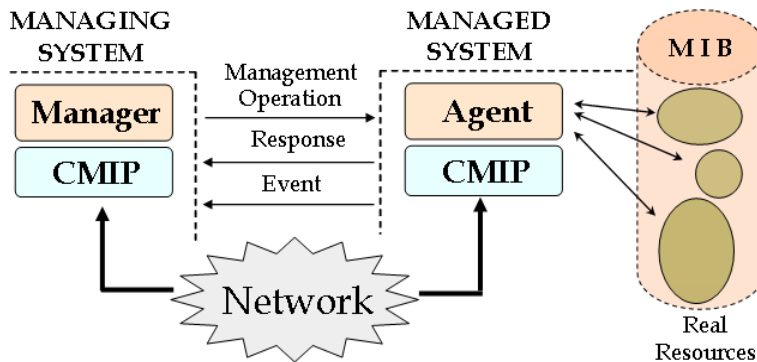 MANAGING
SYSTEM
MANAGED
SYSTEM
M I B
Management
Operation
Manager
Agent
Response
CMIP
CMIP
Event
Network
Real
Resources